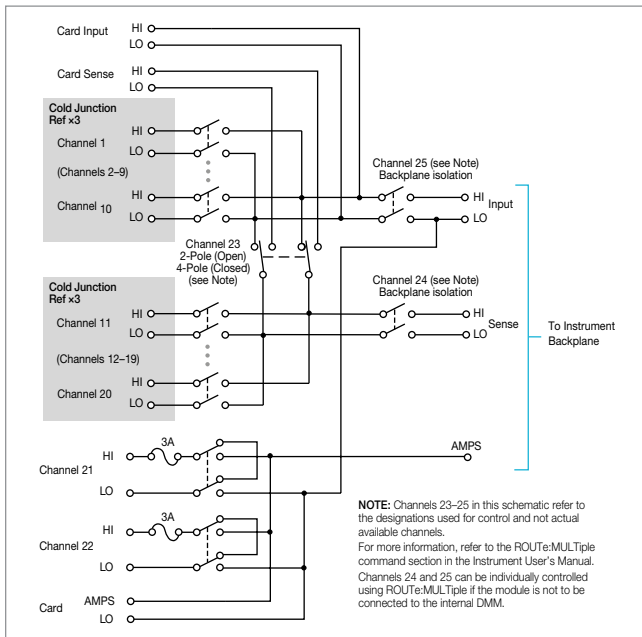 Card Input HI
LO
Card Sense HI
LO
Cold Junction
Ref ×3
Channel 1 HI
LO
(Channels 2–9)
Channel 10 HI
LO
Channel 25 (see Note)
Backplane isolation
HI
Input
LO
Channel 23
2-Pole (Open)
4-Pole (Closed)
(see Note)
Cold Junction
Ref ×3
Channel 11 HI
LO
(Channels 12–19)
Channel 20 HI
LO
Channel 24 (see Note)
Backplane isolation
HI
Sense
LO
To Instrument
Backplane
Channel 21 HI 3A
LO
AMPS
Channel 22 HI 3A
LO
Card AMPS
LO
NOTE: Channels 23–25 in this schematic refer to
the designations used for control and not actual
available channels.
For more information, refer to the ROUTe:MULTiple
command section in the Instrument User's Manual.
Channels 24 and 25 can be individually controlled
using ROUTe:MULTiple if the module is not to be
connected to the internal DMM.